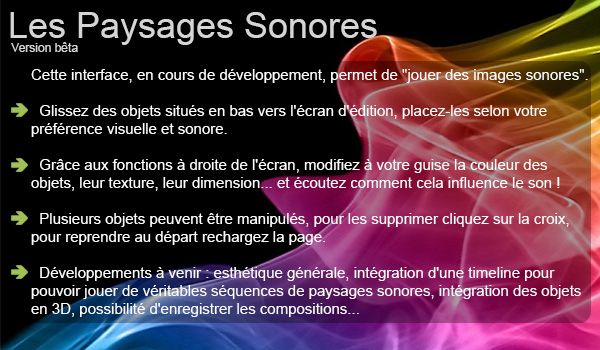 Les Paysages Sonores
Version bêta
Cette interface, en cours de développement, permet de "jouer des images sonores".
Glissez des objets situés en bas vers l'écran d'édition, placez-les selon votre
préférence visuelle et sonore.
Grâce aux fonctions à droite de l'écran, modifiez à votre guise la couleur des
objets, leur texture, leur dimension... et écoutez comment cela influence le son !
Plusieurs objets peuvent être manipulés, pour les supprimer cliquez sur la croix,
pour reprendre au départ rechargez la page.
Développements à venir : esthétique générale, intégration d'une timeline pour
pouvoir jouer de véritables séquences de paysages sonores, intégration des objets
en 3D, possibilité d'enregistrer les compositions...